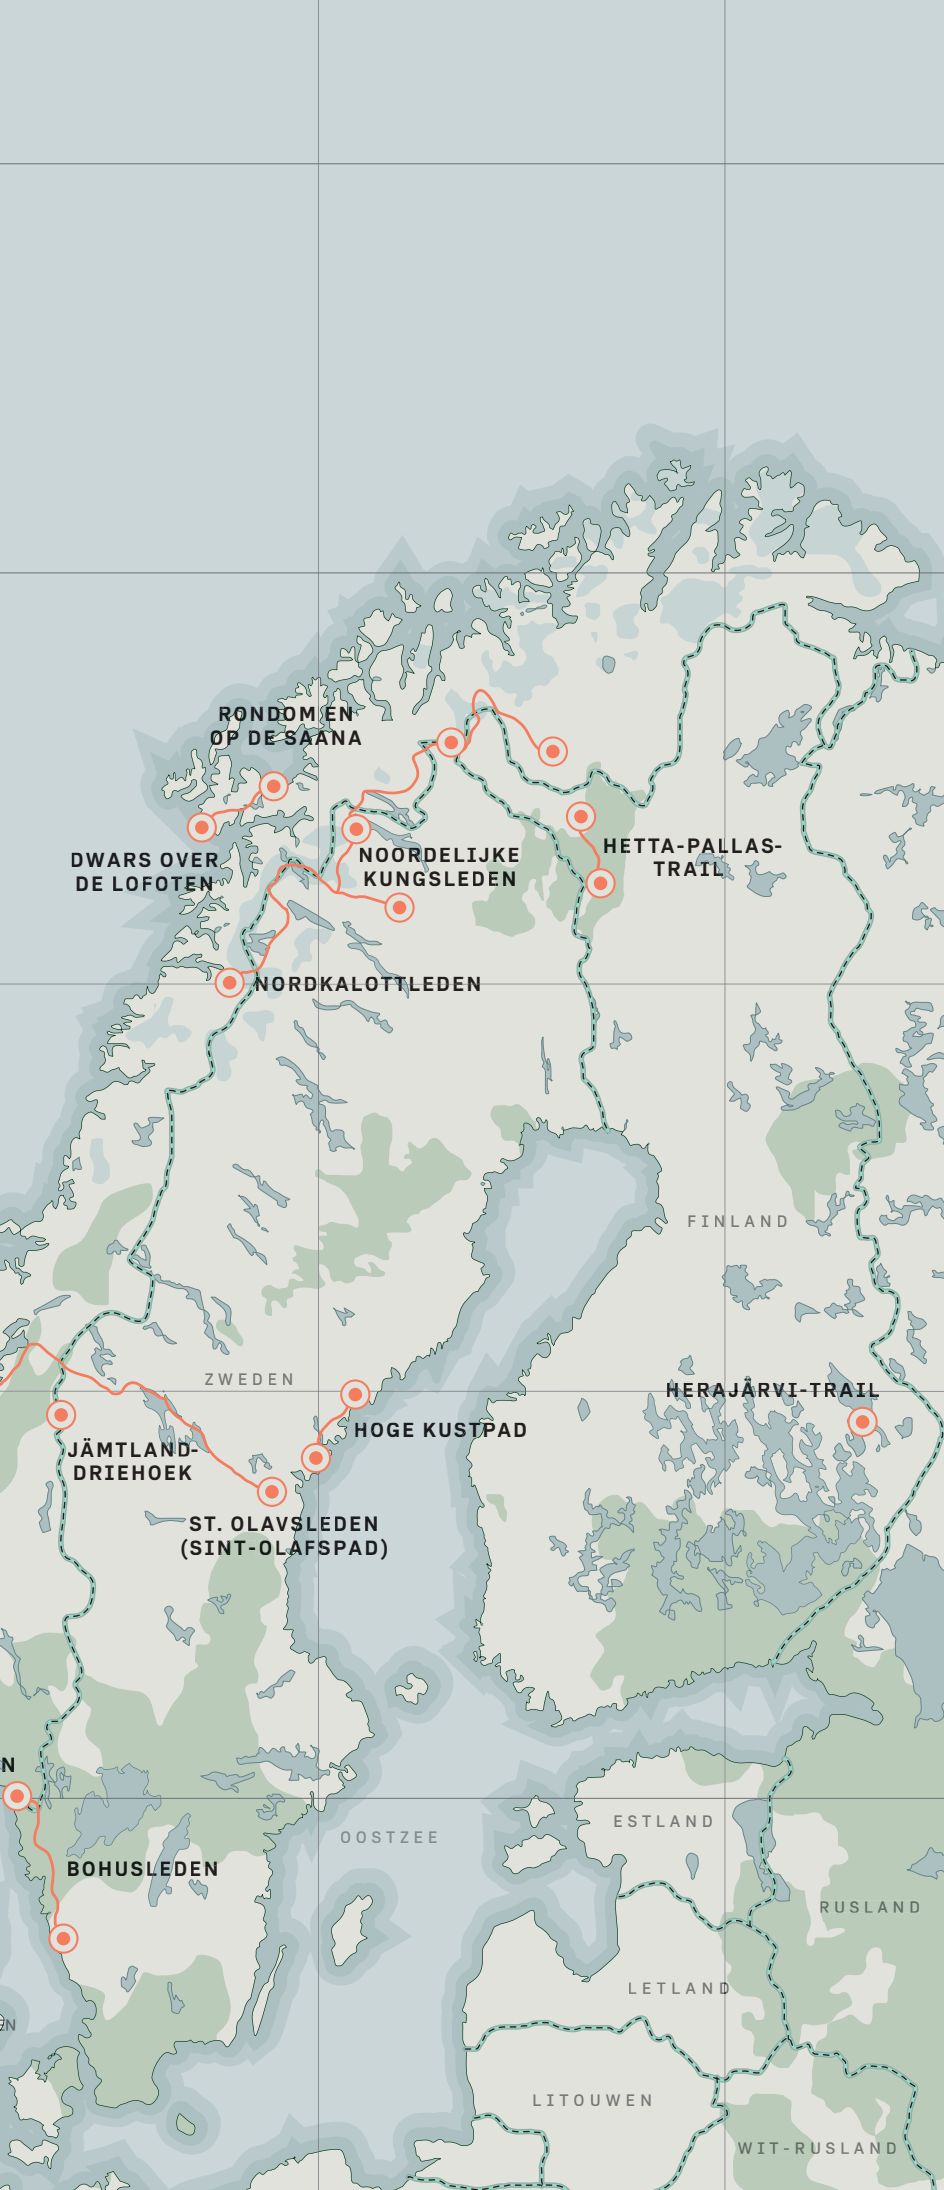 RONDOM EN
OP DE SAANA
DWARS OVER
DE LOFOTEN
NOORDELIJKE
KUNGSLEDEN
HETTA-PALLAS-
TRAIL
NORDKALOTTLEDEN
FINLAND
ZWEDEN
HERAJÄRVI-TRAIL
HOGE KUSTPAD
JÄMTLAND-
DRIEHOEK
ST. OLAVSLEDEN
(SINT-OLAFSPAD)
N
ESTLAND
OOSTZEE
BOHUSLEDEN
RUSLAND
LETLAND
EN
LITOUWEN
WIT-RUSLAND